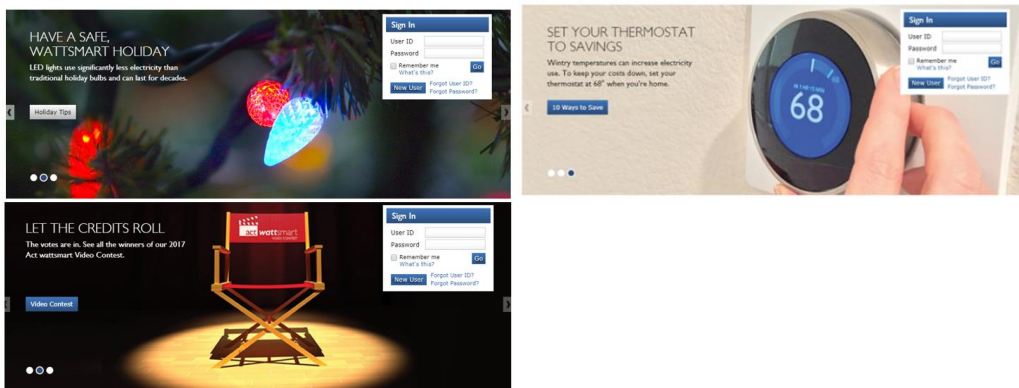 HAVE A SAFE,
WATTSMART HOLIDAY
LED lights use significantly less electricity than
traditional holiday bulbs and can last for decades.
Holiday Tips
Sign In
User ID
Password
Remember me
What's this?
Go
New User
Forgot User ID?
Forgot Password?
SET YOUR THERMOSTAT
TO SAVINGS
Wintry temperatures can increase electricity
use. To keep your costs down, set your
thermostat at 68° when you're home.
10 Ways to Save
68
Sign In
User ID
Password
Remember me
What's this?
Go
New User
Forgot User ID?
Forgot Password?
LET THE CREDITS ROLL
The votes are in. See all the winners of our 2017
Act wattsmart Video Contest.
Video Contest
act wattsmart
Sign In
User ID
Password
Remember me
What's this?
Go
New User
Forgot User ID?
Forgot Password?